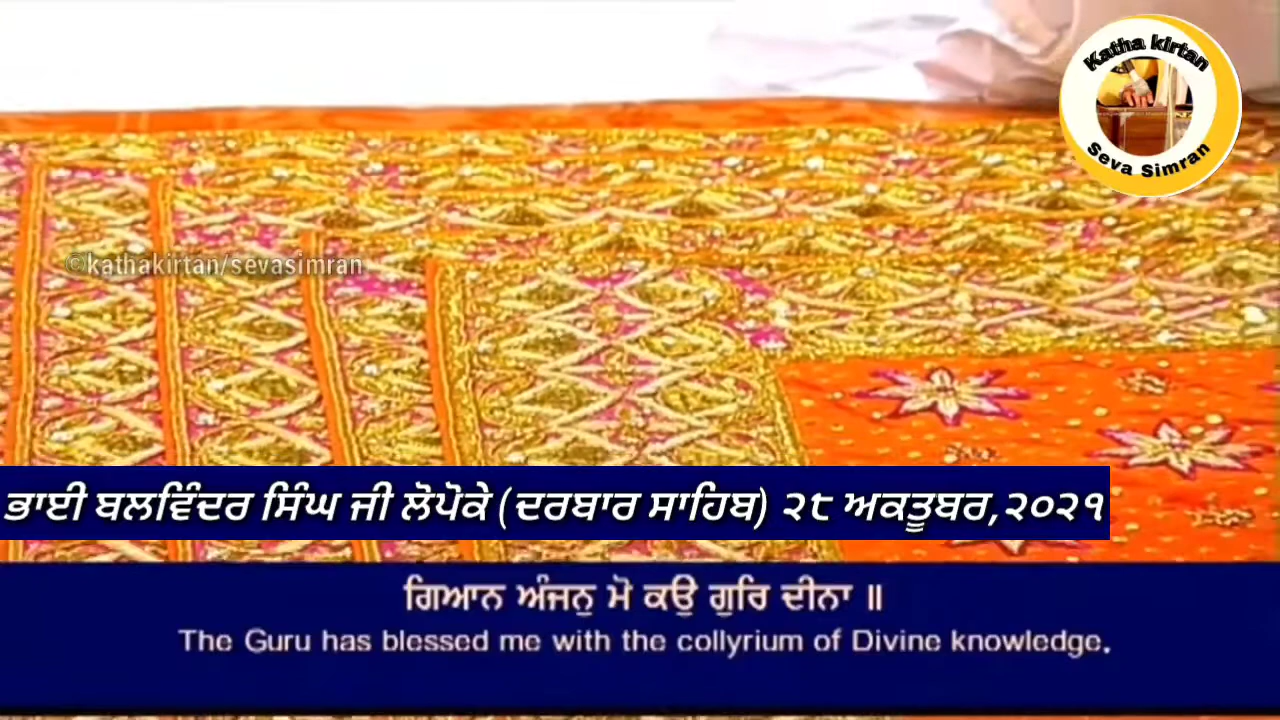 Katha kirtan
Seva Simran
©kathakirtan/sevasimran
ਭਾਈ ਬਲਵਿੰਦਰ ਸਿੰਘ ਜੀ ਲੋਪੋਕੇ (ਦਰਬਾਰ ਸਾਹਿਬ) ੨੮ ਅਕਤੂਬਰ,੨੦੨੧
ਗਿਆਨ ਅੰਜਨੁ ਮੋ ਕਉ ਗੁਰਿ ਦੀਨਾ ॥
The Guru has blessed me with the collyrium of Divine knowledge.